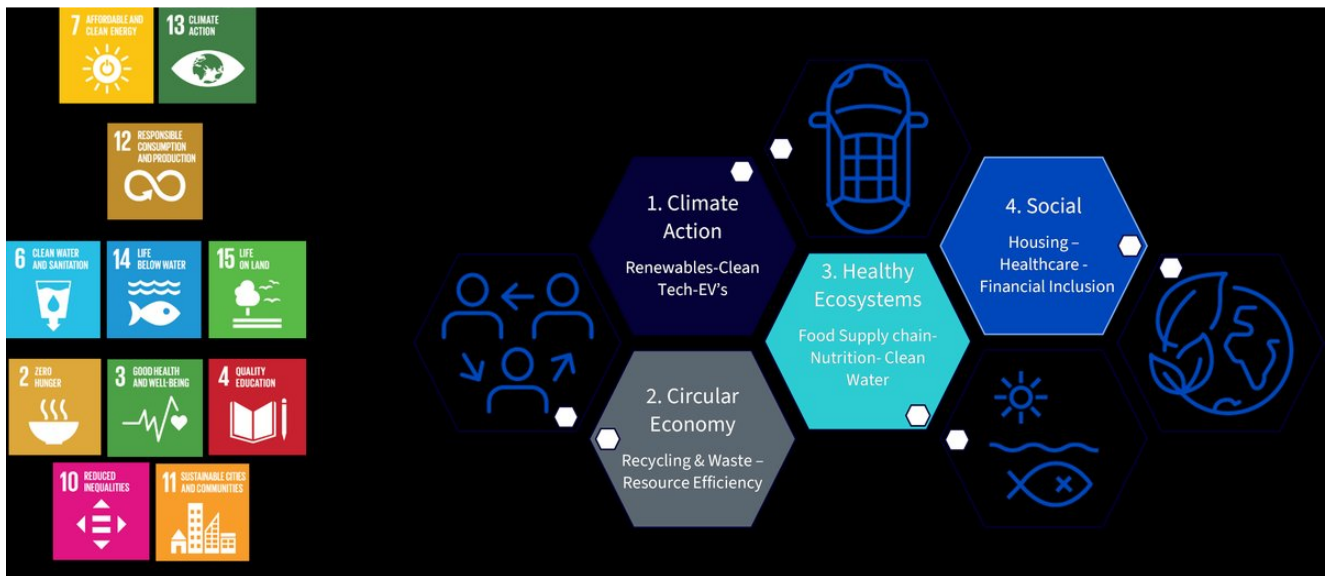 7 AFFORDABLE AND
CLEAN ENERGY
13 CLIMATE
ACTION
12 RESPONSIBLE
CONSUMPTION
AND PRODUCTION
6 CLEAN WATER
AND SANITATION
14 LIFE
BELOW WATER
15 LIFE
ON LAND
2 ZERO
HUNGER
3 GOOD HEALTH
AND WELL-BEING
4 QUALITY
EDUCATION
10 REDUCED
INEQUALITIES
11 SUSTAINABLE CITIES
AND COMMUNITIES
1. Climate
Action
Renewables-Clean
Tech-EV's
2. Circular
Economy
Recycling & Waste –
Resource Efficiency
3. Healthy
Ecosystems
Food Supply chain-
Nutrition- Clean
Water
4. Social
Housing –
Healthcare -
Financial Inclusion